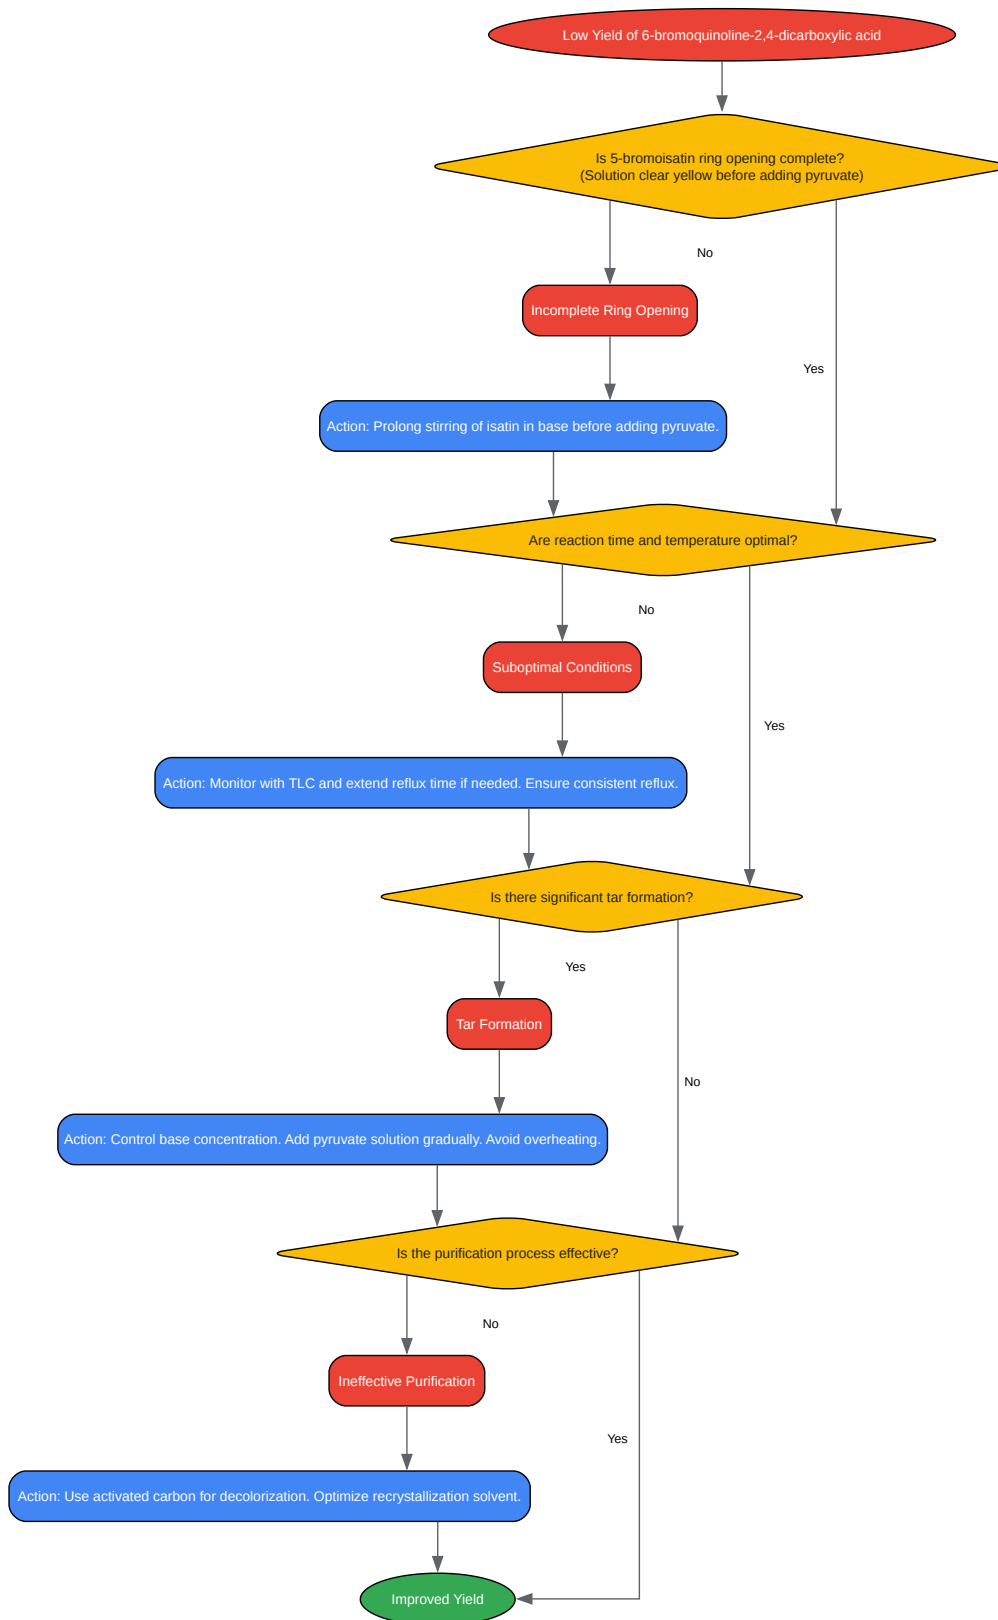 Low Yield of 6-bromoquinoline-2,4-dicarboxylic acid
Is 5-bromoisatin ring opening complete?
(Solution clear yellow before adding pyruvate)
No
Incomplete Ring Opening
Yes
Action: Prolong stirring of isatin in base before adding pyruvate.
Are reaction time and temperature optimal?
No
Suboptimal Conditions
Yes
Action: Monitor with TLC and extend reflux time if needed. Ensure consistent reflux.
Is there significant tar formation?
Yes
Tar Formation
No
Action: Control base concentration. Add pyruvate solution gradually. Avoid overheating.
Is the purification process effective?
No
Ineffective Purification
Yes
Action: Use activated carbon for decolorization. Optimize recrystallization solvent.
Improved Yield